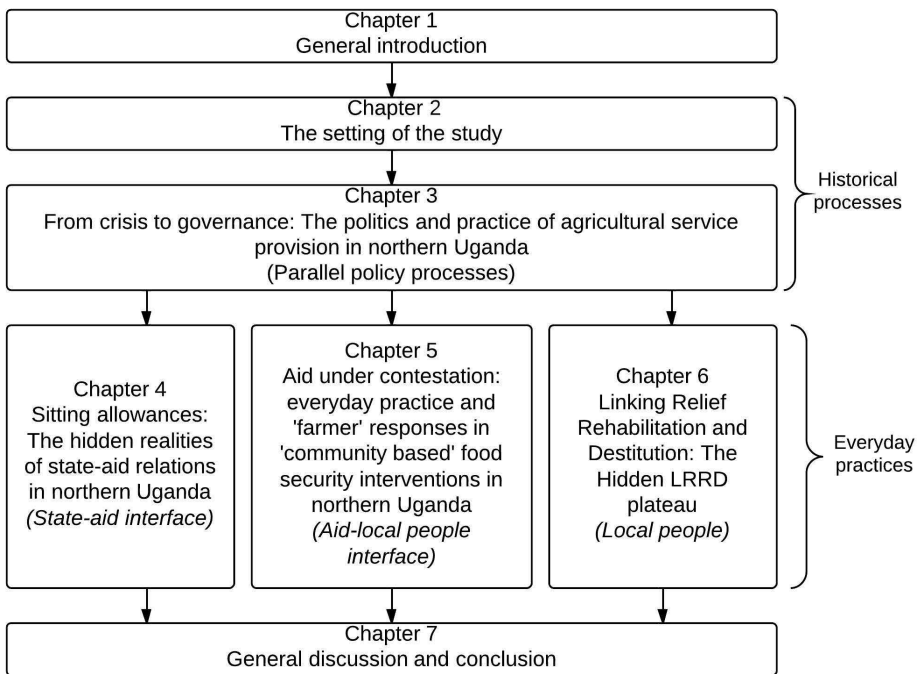 Chapter 1
General introduction
Chapter 2
The setting of the study
Chapter 3
From crisis to governance: The politics and practice of agricultural service
provision in northern Uganda
(Parallel policy processes)
Historical
processes
Chapter 4
Sitting allowances:
The hidden realities
of state-aid relations
in northern Uganda
(State-aid interface)
Chapter 5
Aid under contestation:
everyday practice and
'farmer' responses in
'community based' food
security interventions in
northern Uganda
(Aid-local people
interface)
Chapter 6
Linking Relief
Rehabilitation and
Destitution: The
Hidden LRRD
plateau
(Local people)
Everyday
practices
Chapter 7
General discussion and conclusion